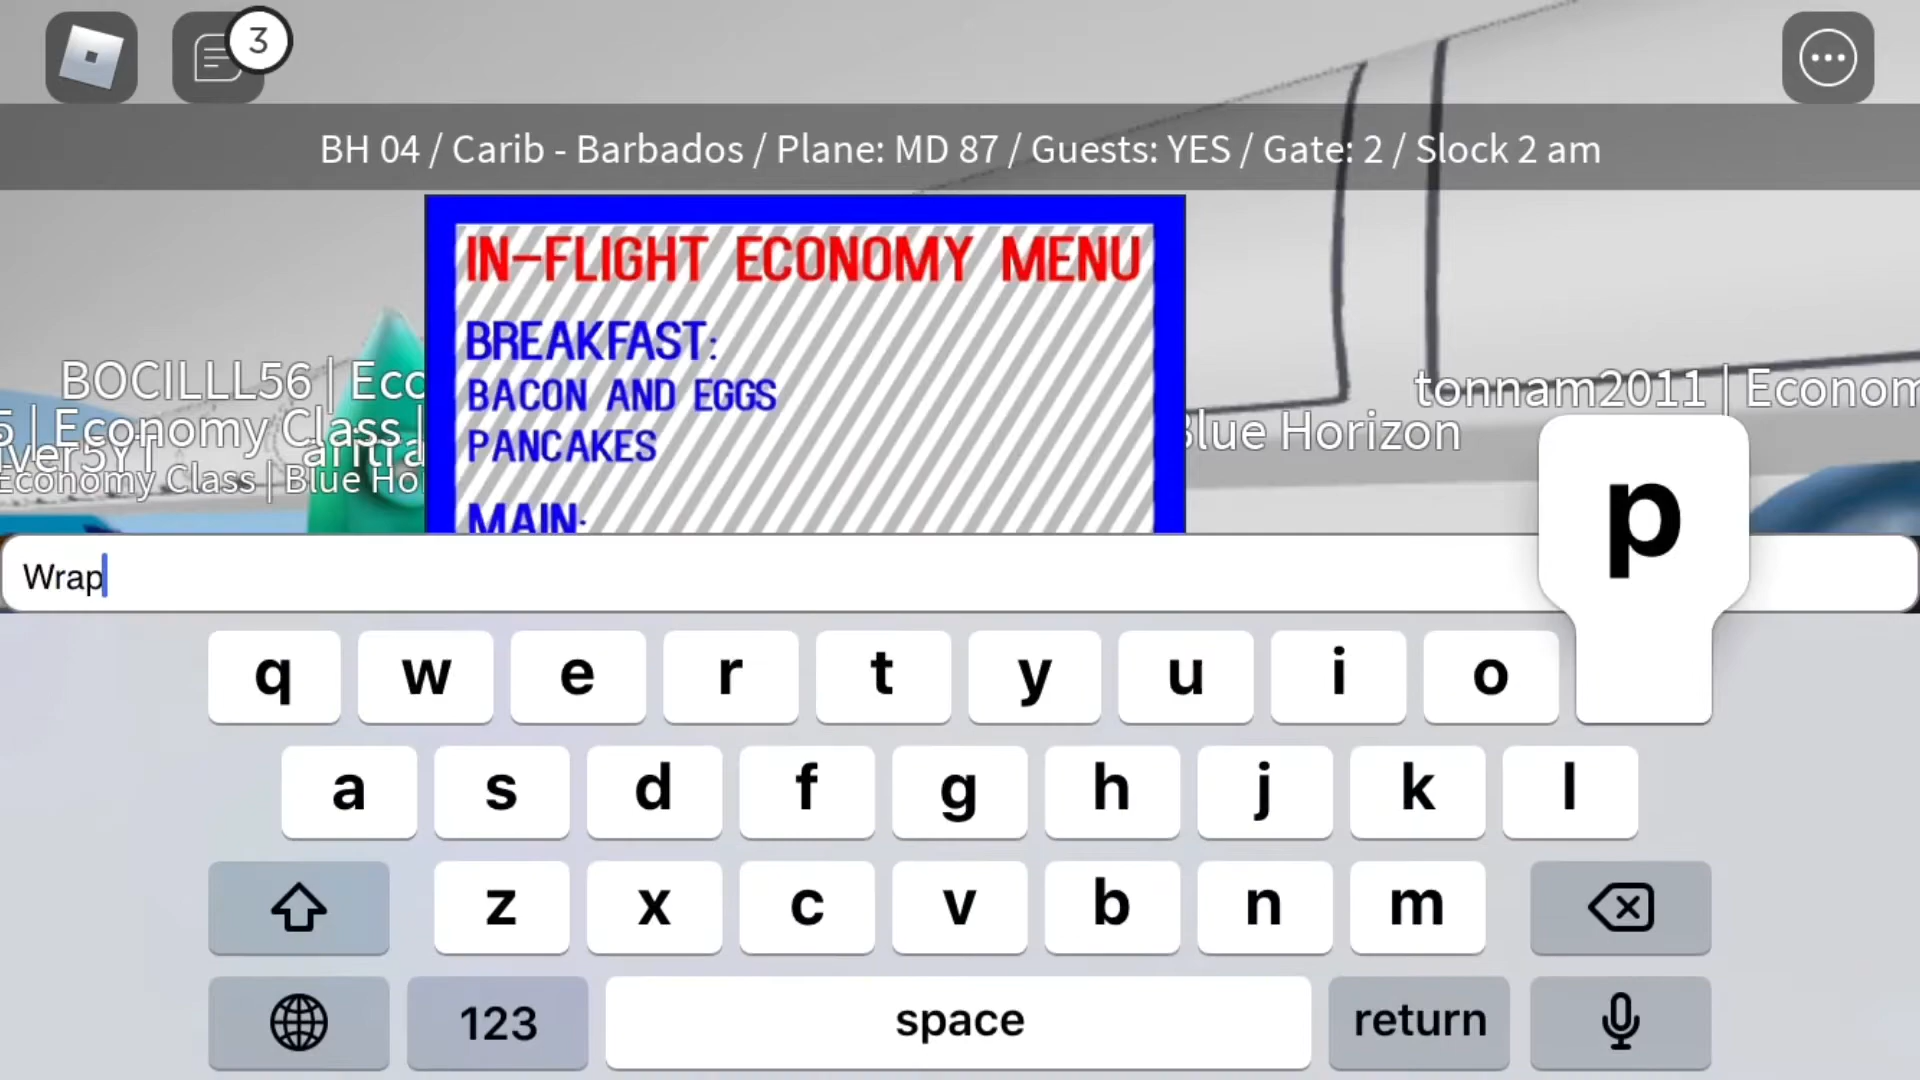 3
BH 04 / Carib - Barbados / Plane: MD 87 / Guests: YES / Gate: 2 / Slock 2 am
IN-FLIGHT ECONOMY MENU
BREAKFAST:
BACON AND EGGS
PANCAKES
MAIN:
BOCILLL56 | Eco
5 | Economy Class
Economy Class | Blue Ho
tonnam2011 | Econom
Blue Horizon
Wrap
p
q w e r t y u i o
a s d f g h j k l
z x c v b n m
123 space return